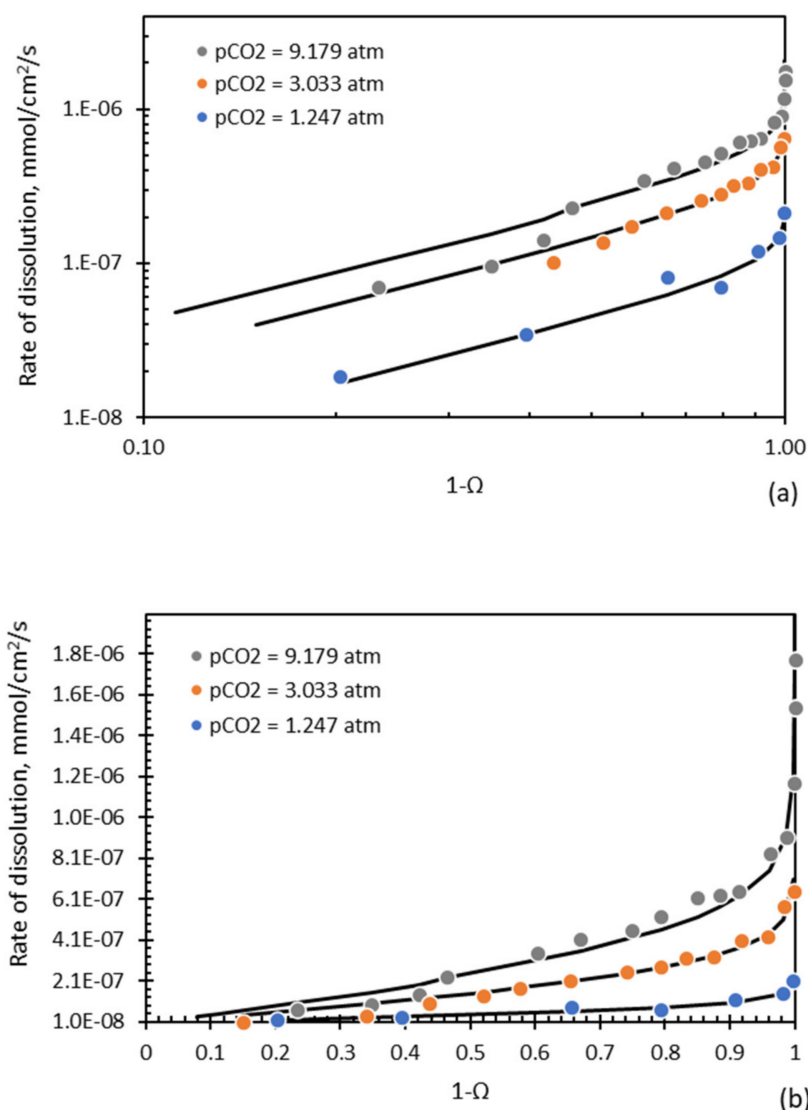 pCO2 = 9.179 atm
pCO2 = 3.033 atm
pCO2 = 1.247 atm
Rate of dissolution, mmol/cm²/s
1.E-06
1.E-07
1.E-08
0.10
1.00
1-Ω
(a)
pCO2 = 9.179 atm
pCO2 = 3.033 atm
pCO2 = 1.247 atm
Rate of dissolution, mmol/cm²/s
1.8E-06
1.6E-06
1.4E-06
1.2E-06
1.0E-06
8.1E-07
6.1E-07
4.1E-07
2.1E-07
1.0E-08
0 0.1 0.2 0.3 0.4 0.5 0.6 0.7 0.8 0.9 1
1-Ω
(b)